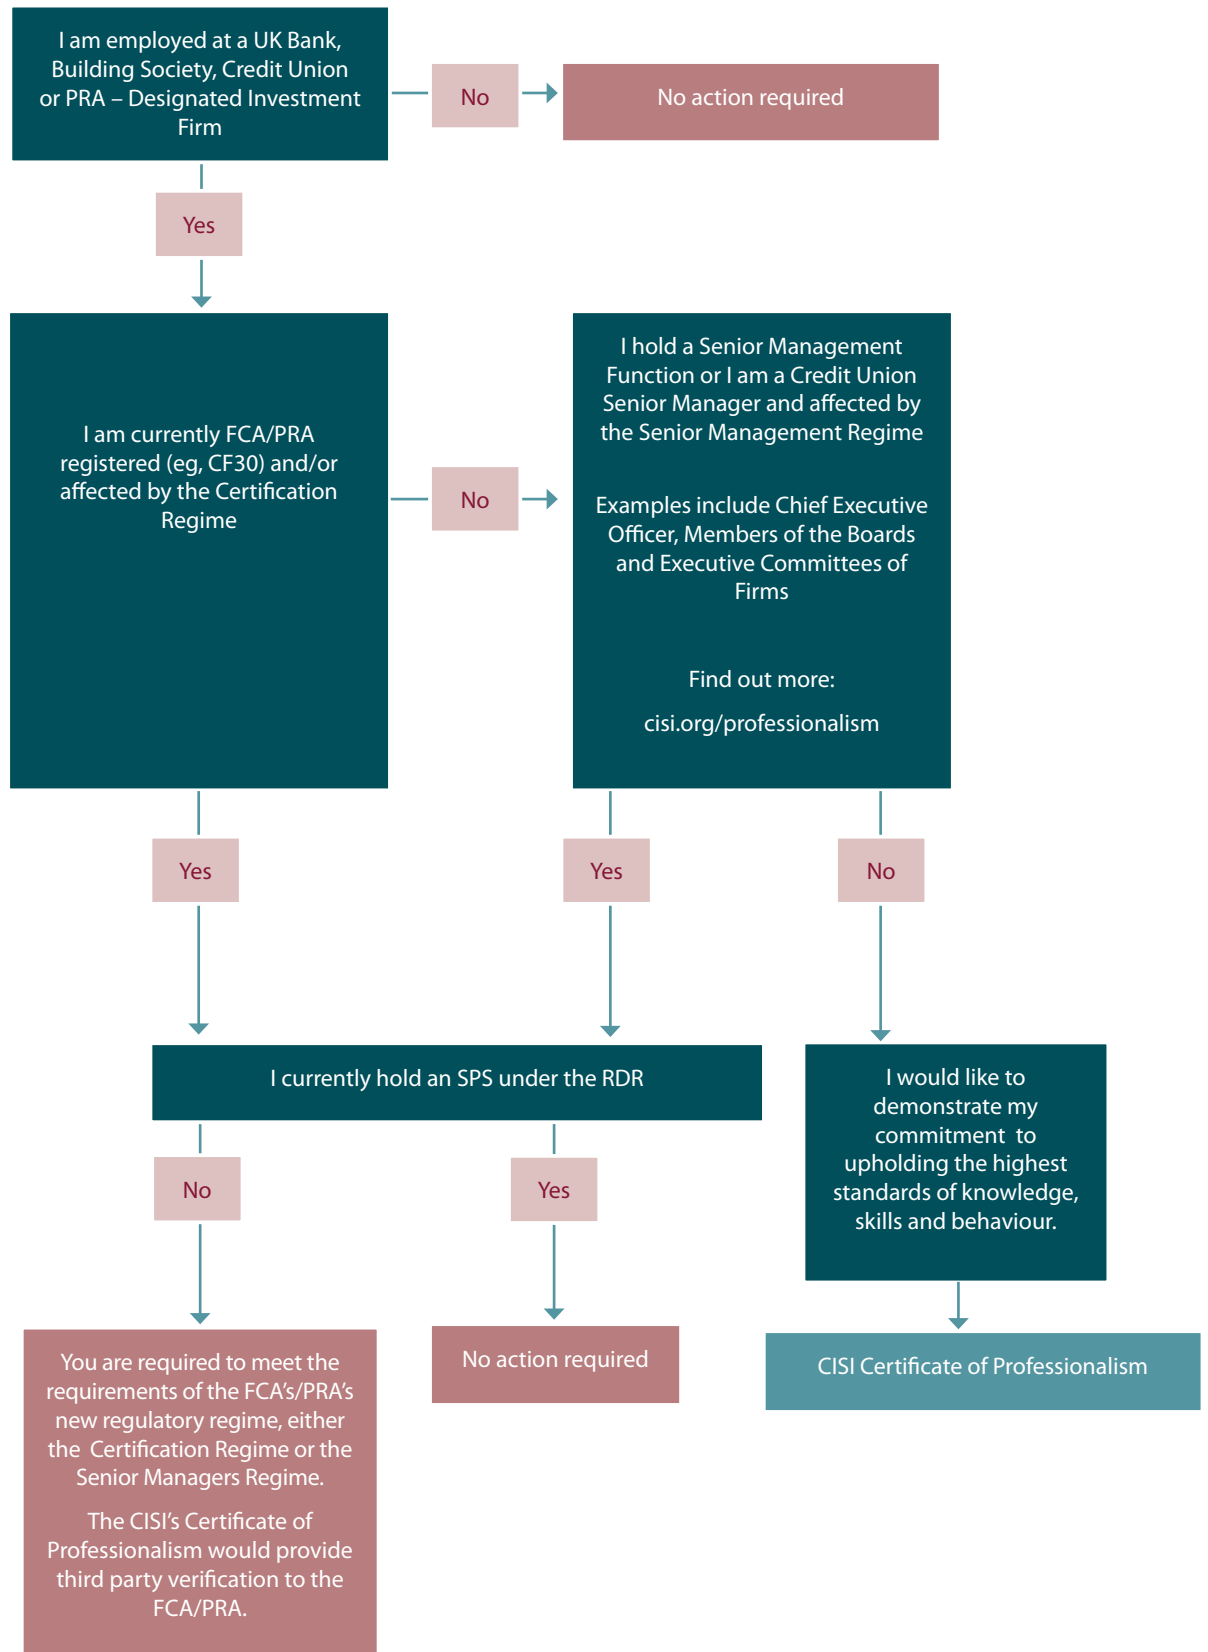 I am employed at a UK Bank,
Building Society, Credit Union
or PRA – Designated Investment
Firm
No
No action required
Yes
I am currently FCA/PRA
registered (eg, CF30) and/or
affected by the Certification
Regime
No
I hold a Senior Management
Function or I am a Credit Union
Senior Manager and affected by
the Senior Management Regime
Examples include Chief Executive
Officer, Members of the Boards
and Executive Committees of
Firms
Find out more:
cisi.org/professionalism
Yes
Yes
No
I currently hold an SPS under the RDR
I would like to
demonstrate my
commitment to
upholding the highest
standards of knowledge,
skills and behaviour.
No
Yes
You are required to meet the
requirements of the FCA’s/PRA’s
new regulatory regime, either
the Certification Regime or the
Senior Managers Regime.
The CISI’s Certificate of
Professionalism would provide
third party verification to the
FCA/PRA.
No action required
CISI Certificate of Professionalism